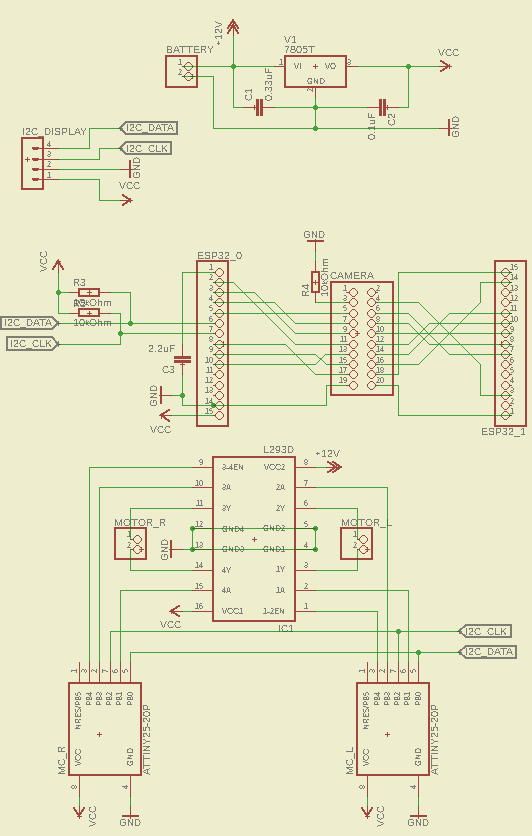 +12V
BATTERY
1
2
V1
7805T
1 VI VO 3
GND
2
VCC
C1 0.33uF
0.1uF C2
GND
I2C_DISPLAY
4
3
2
1
I2C_DATA
I2C_CLK
GND
VCC
VCC
R3
10kOhm
10kOhm
I2C_DATA
I2C_CLK
2.2uF
C3
GND
VCC
ESP32_0
1
2
3
4
5
6
7
8
9
10
11
12
13
14
15
GND
R4 10kOhm
CAMERA
1 2
3 4
5 6
7 8
9 10
11 12
13 14
15 16
17 18
19 20
15
14
13
12
11
10
9
8
7
6
5
4
3
2
1
ESP32_1
L293D
+12V
9 3-4EN VCC2 8
10 3A 2A 7
11 3Y 2Y 6
12 GND4 GND2 5
13 GND3 GND1 4
14 4Y 1Y 3
15 4A 1A 2
16 VCC1 1-2EN 1
IC1
MOTOR_R
1
2
GND
MOTOR_L
1
2
VCC
I2C_CLK
I2C_DATA
1 3 2 7 6 5
NRES/PB5 PB4 PB3 PB2 PB1 PB0
MC_R
ATTINY25-20P
VCC GND
8 4
VCC GND
1 3 2 7 6 5
NRES/PB5 PB4 PB3 PB2 PB1 PB0
MC_L
ATTINY25-20P
VCC GND
8 4
VCC GND